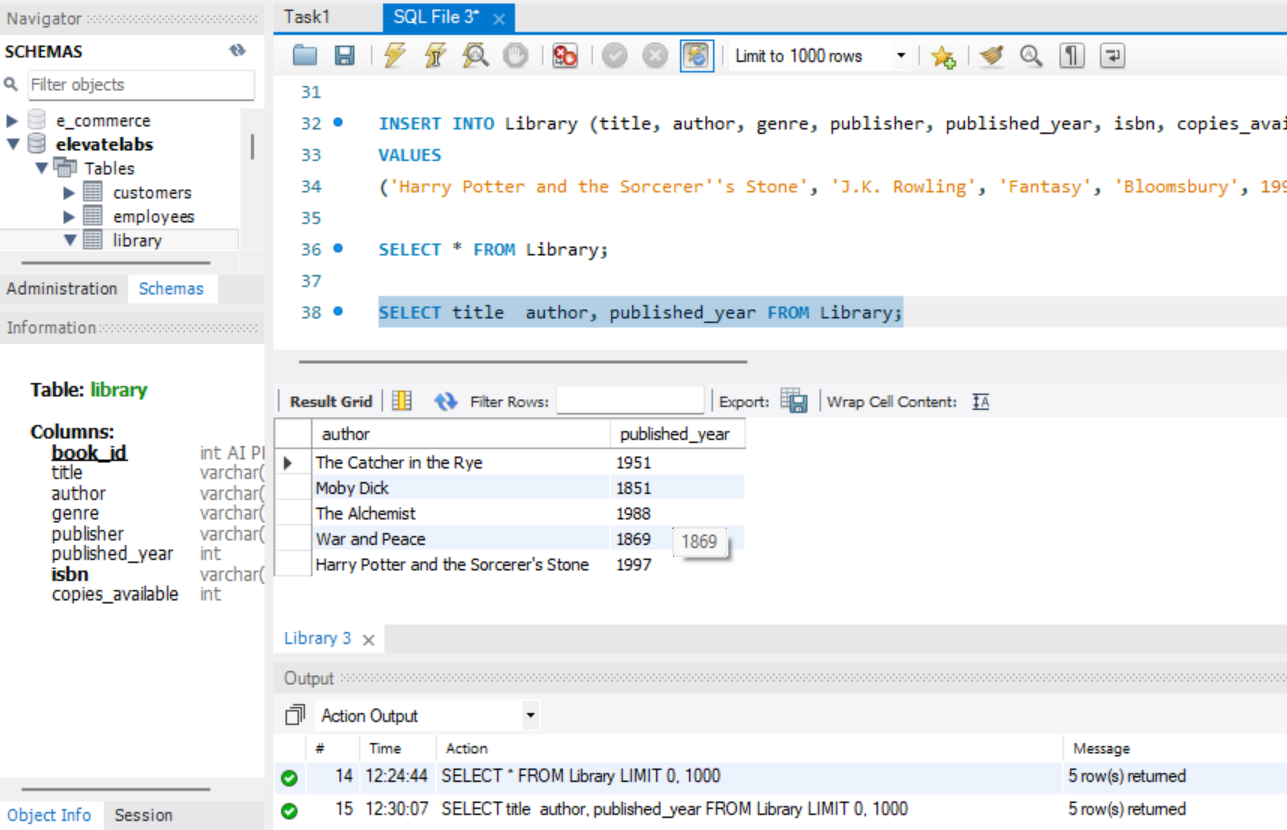 Navigator
SCHEMAS
Filter objects
e_commerce
elevatelabs
Tables
customers
employees
library
Administration Schemas
Information
Table: library
Columns:
book_id int AI PI
title varchar(
author varchar(
genre varchar(
publisher varchar(
published_year int
isbn varchar(
copies_available int
Object Info Session
Task1 SQL File 3*
Limit to 1000 rows
31
32 INSERT INTO Library (title, author, genre, publisher, published_year, isbn, copies_avai
33 VALUES
34 ('Harry Potter and the Sorcerer''s Stone', 'J.K. Rowling', 'Fantasy', 'Bloomsbury', 199
35
36 SELECT * FROM Library;
37
38 SELECT title  author, published_year FROM Library;
Result Grid Filter Rows: Export: Wrap Cell Content:
author published_year
The Catcher in the Rye 1951
Moby Dick 1851
The Alchemist 1988
War and Peace 1869 1869
Harry Potter and the Sorcerer's Stone 1997
Library 3
Output
Action Output
# Time Action Message
14 12:24:44 SELECT * FROM Library LIMIT 0, 1000 5 row(s) returned
15 12:30:07 SELECT title  author, published_year FROM Library LIMIT 0, 1000 5 row(s) returned